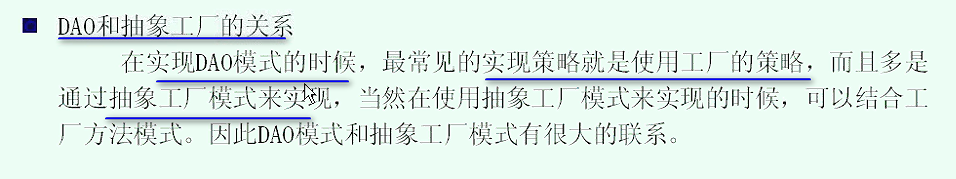 DAO和抽象工厂的关系
在实现DAO模式的时候，最常见的实现策略就是使用工厂的策略，而且多是
通过抽象工厂模式来实现，当然在使用抽象工厂模式来实现的时候，可以结合工
厂方法模式。因此DAO模式和抽象工厂模式有很大的联系。